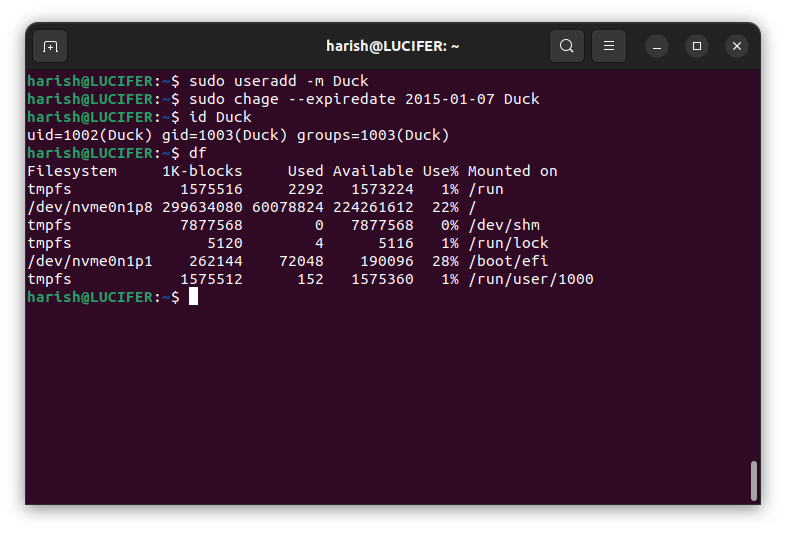 harish@LUCIFER: ~
harish@LUCIFER:~$ sudo useradd -m Duck
harish@LUCIFER:~$ sudo chage --expiredate 2015-01-07 Duck
harish@LUCIFER:~$ id Duck
uid=1002(Duck) gid=1003(Duck) groups=1003(Duck)
harish@LUCIFER:~$ df
Filesystem     1K-blocks     Used Available Use% Mounted on
tmpfs            1575516     2292   1573224   1% /run
/dev/nvme0n1p8 299634080 60078824 224261612  22% /
tmpfs            7877568        0   7877568   0% /dev/shm
tmpfs               5120        4      5116   1% /run/lock
/dev/nvme0n1p1    262144    72048    190096  28% /boot/efi
tmpfs            1575512      152   1575360   1% /run/user/1000
harish@LUCIFER:~$